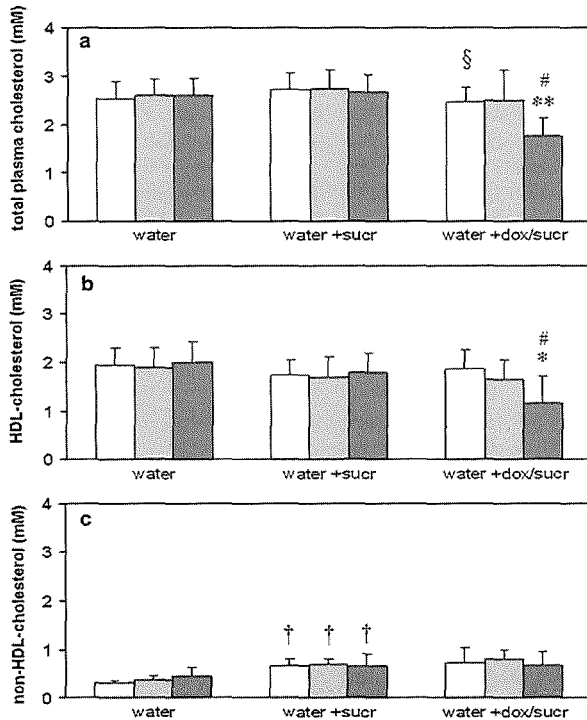 total plasma cholesterol (mM)
4
a
3
2
1
0
§
#
**
water
water +sucr
water +dox/sucr
HDL-cholesterol (mM)
4
b
3
2
1
0
#
*
water
water +sucr
water +dox/sucr
non-HDL-cholesterol (mM)
4
c
3
2
1
0
† † †
water
water +sucr
water +dox/sucr